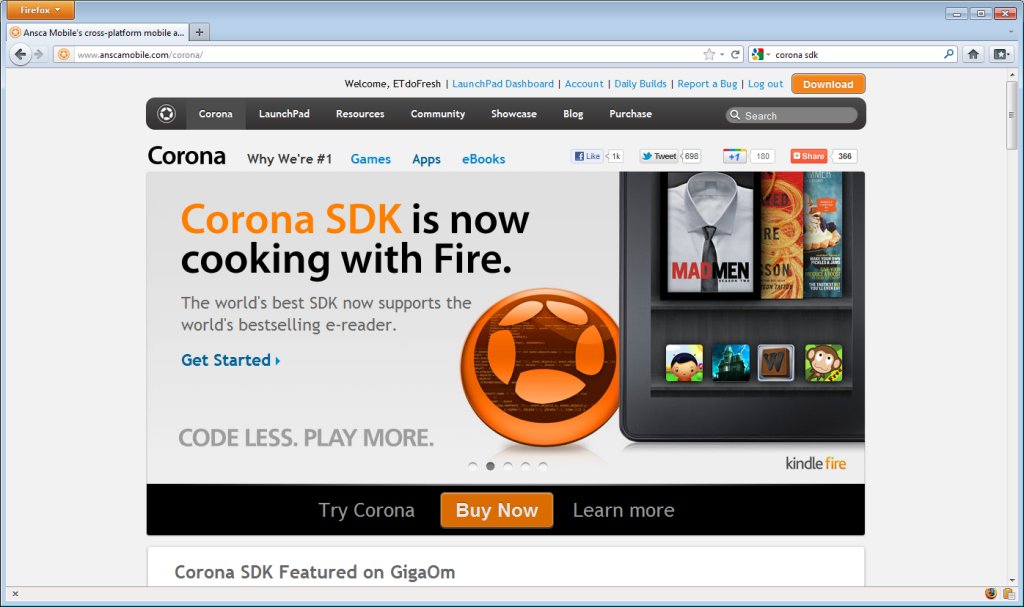 Firefox
Ansca Mobile's cross-platform mobile a...
www.anscamobile.com/corona/
corona sdk
Welcome, ETdoFresh | LaunchPad Dashboard | Account | Daily Builds | Report a Bug | Log out
Download
Corona LaunchPad Resources Community Showcase Blog Purchase
Search
Corona Why We're #1 Games Apps eBooks
Like 1k Tweet 698 +1 180 Share 366
Corona SDK is now
cooking with Fire.
The world's best SDK now supports the
world's bestselling e-reader.
Get Started
CODE LESS. PLAY MORE.
MAD MEN
SEASON TWO
W
kindle fire
Try Corona Buy Now Learn more
Corona SDK Featured on GigaOm